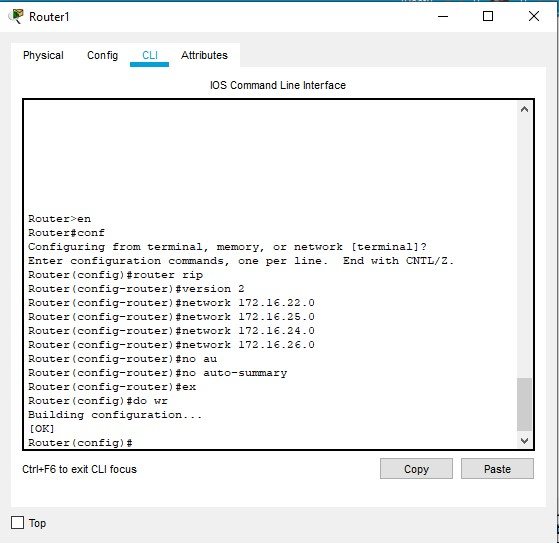 Router1
Physical Config CLI Attributes
IOS Command Line Interface
Router>en
Router#conf
Configuring from terminal, memory, or network [terminal]?
Enter configuration commands, one per line.  End with CNTL/Z.
Router(config)#router rip
Router(config-router)#version 2
Router(config-router)#network 172.16.22.0
Router(config-router)#network 172.16.25.0
Router(config-router)#network 172.16.24.0
Router(config-router)#network 172.16.26.0
Router(config-router)#no au
Router(config-router)#no auto-summary
Router(config-router)#ex
Router(config)#do wr
Building configuration...
[OK]
Router(config)#
Ctrl+F6 to exit CLI focus Copy Paste
Top